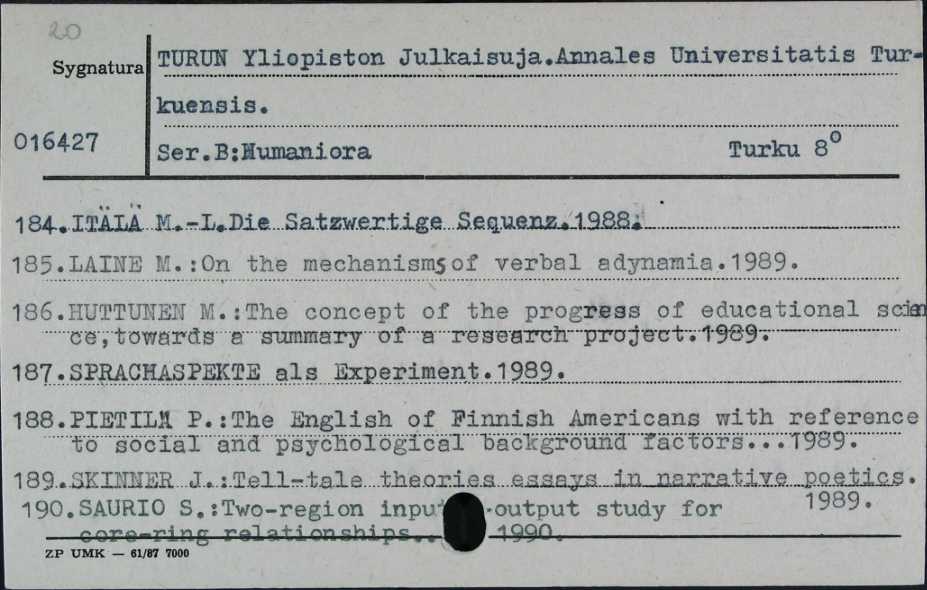 20
Sygnatura
016427
TURUN Yliopiston Julkaisuja.Annales Universitatis Tur-
kuensis.
Ser.B:Humaniora Turku 8°
184.ITÄLÄ M.-L.Die Satzwertige Sequenz.1988.
185.LAINE M.:On the mechanisms of verbal adynamia.1989.
186.HUTTUNEN M.:The concept of the progress of educational scien
ce,towards a summary of a research project.1989.
187.SPRACHASPEKTE als Experiment.1989.
188.PIETILÄ P.:The English of Finnish Americans with reference
to social and psychological background factors...1989.
189.SKINNER J.:Tell-tale theories essays in narrative poetics.
1989.
190.SAURIO S.:Two-region input-output study for
core-ring relationships.. 1990.
ZP UMK — 61/87 7000